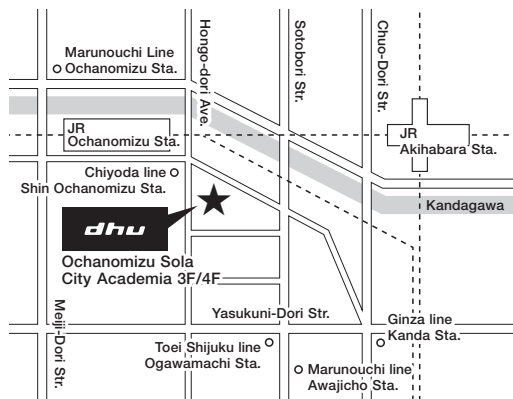 Marunouchi Line
Ochanomizu Sta.
Hongo-dori Ave.
Sotobori Str.
Chuo-Dori Str.
JR
Ochanomizu Sta.
JR
Akihabara Sta.
Chiyoda line
Shin Ochanomizu Sta.
Kandagawa
dhu
Ochanomizu Sola
City Academia 3F/4F
Meiji-Dori Str.
Yasukuni-Dori Str.
Ginza line
Kanda Sta.
Toei Shijuku line
Ogawamachi Sta.
Marunouchi line
Awajicho Sta.